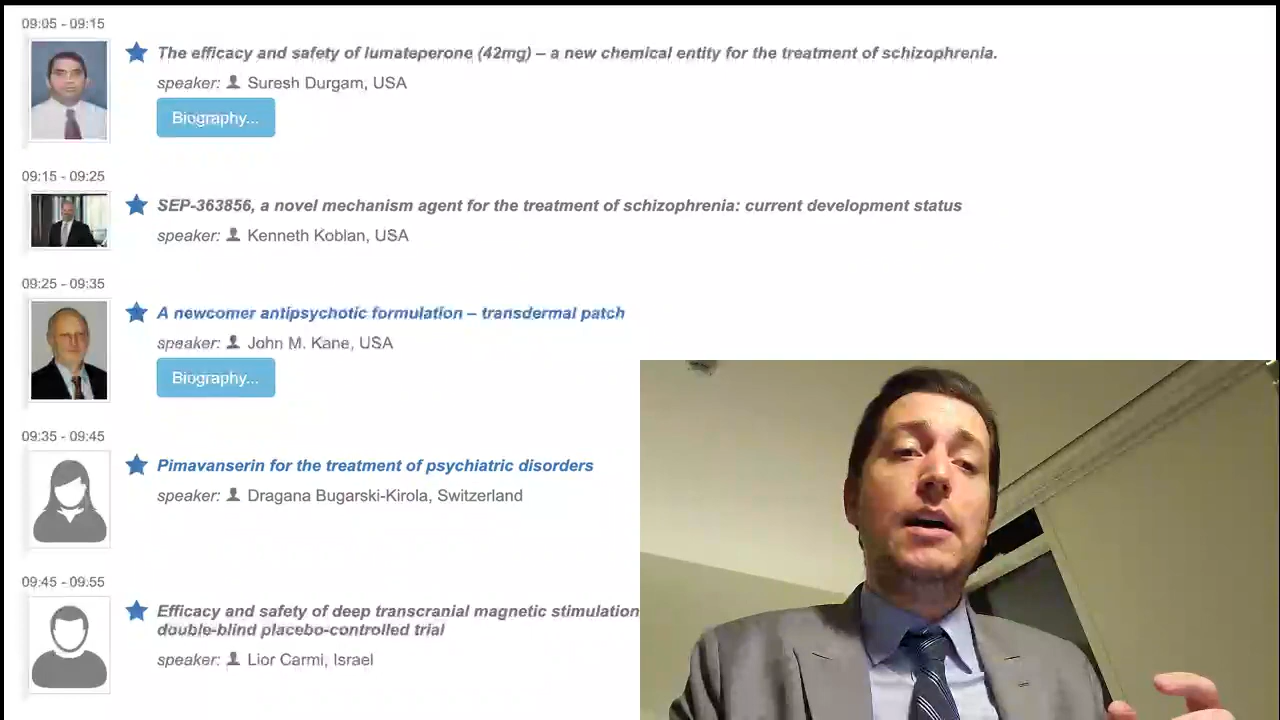 09:05 - 09:15
The efficacy and safety of lumateperone (42mg) – a new chemical entity for the treatment of schizophrenia.
speaker: Suresh Durgam, USA
Biography...
09:15 - 09:25
SEP-363856, a novel mechanism agent for the treatment of schizophrenia: current development status
speaker: Kenneth Koblan, USA
09:25 - 09:35
A newcomer antipsychotic formulation – transdermal patch
speaker: John M. Kane, USA
Biography...
09:35 - 09:45
Pimavanserin for the treatment of psychiatric disorders
speaker: Dragana Bugarski-Kirola, Switzerland
09:45 - 09:55
Efficacy and safety of deep transcranial magnetic stimulation
double-blind placebo-controlled trial
speaker: Lior Carmi, Israel